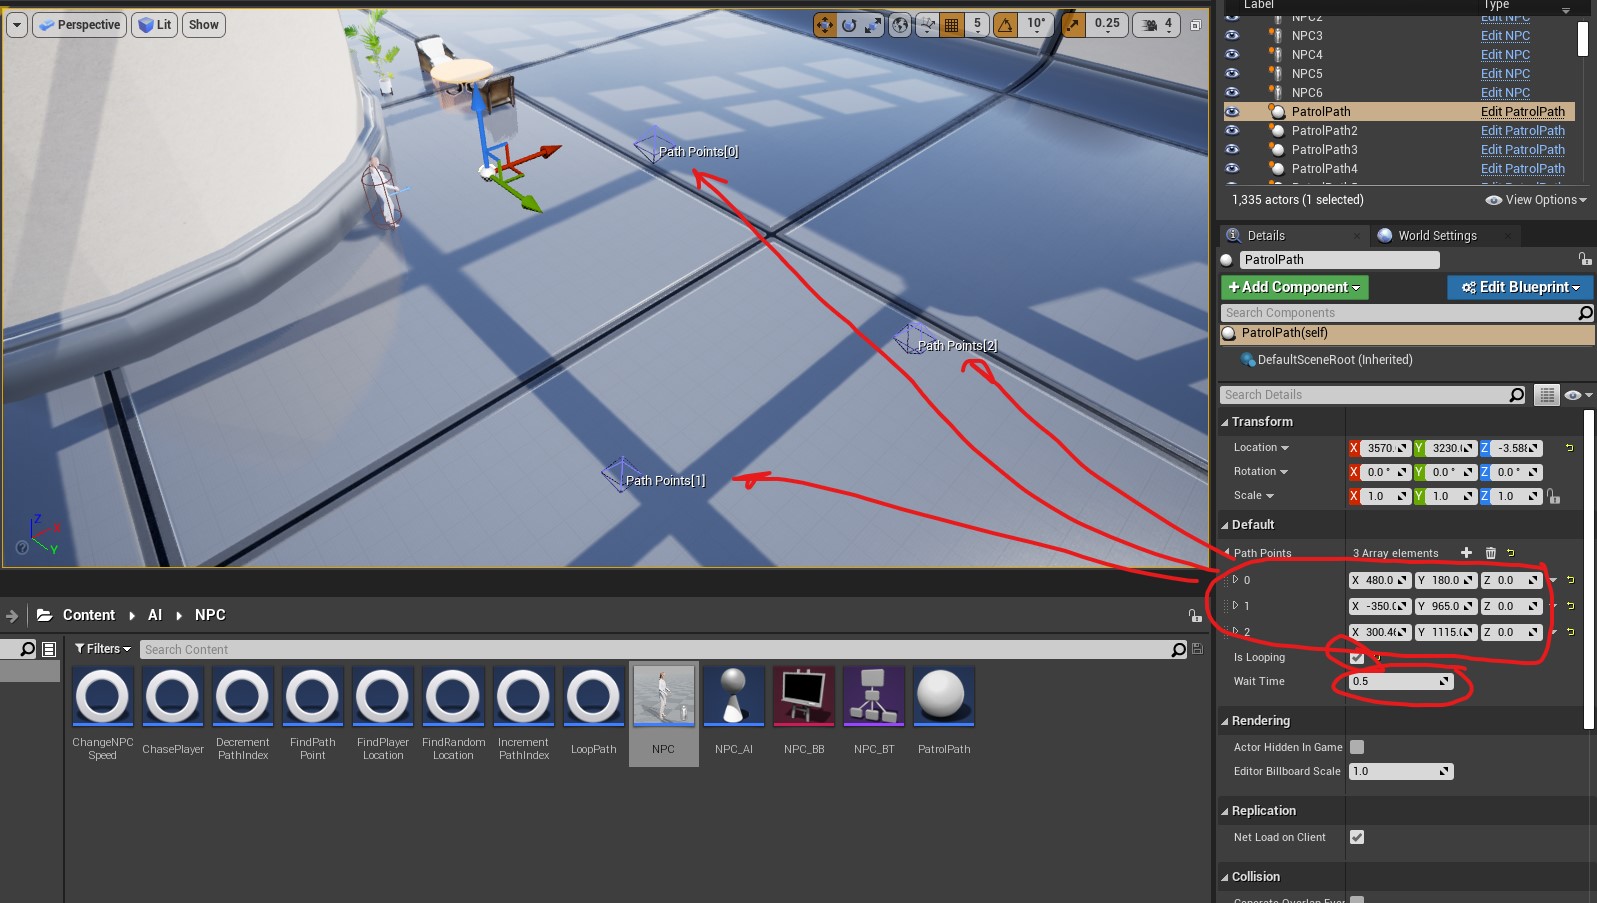 Perspective
Lit
Show
5
10°
0.25
4
Path Points[0]
Path Points[2]
Path Points[1]
Z
Y
Label
Type
NPC2
Edit NPC
NPC3
Edit NPC
NPC4
Edit NPC
NPC5
Edit NPC
NPC6
Edit NPC
PatrolPath
Edit PatrolPath
PatrolPath2
Edit PatrolPath
PatrolPath3
Edit PatrolPath
PatrolPath4
Edit PatrolPath
1,335 actors (1 selected)
View Options
Details
World Settings
PatrolPath
+Add Component
Edit Blueprint
Search Components
PatrolPath(self)
DefaultSceneRoot (Inherited)
Search Details
Transform
Location
X 3570.
Y 3230.
Z
Rotation
X 0.0 °
Y 0.0 °
Z 0.0 °
Scale
X 1.0
Y 1.0
Z 1.0
Default
Path Points
3 Array elements
0
X 480.0
Y 180.0
Z 0.0
1
X
Y 965.0
Z 0.0
2
X
Y
Z 0.0
Is Looping
Wait Time
0.5
Rendering
Actor Hidden In Game
Editor Billboard Scale
1.0
Replication
Net Load on Client
Collision
Content
AI
NPC
Filters
Search Content
ChangeNPC
Speed
ChasePlayer
Decrement
PathIndex
FindPath
Point
FindPlayer
Location
FindRandom
Location
Increment
PathIndex
LoopPath
NPC
NPC_AI
NPC_BB
NPC_BT
PatrolPath